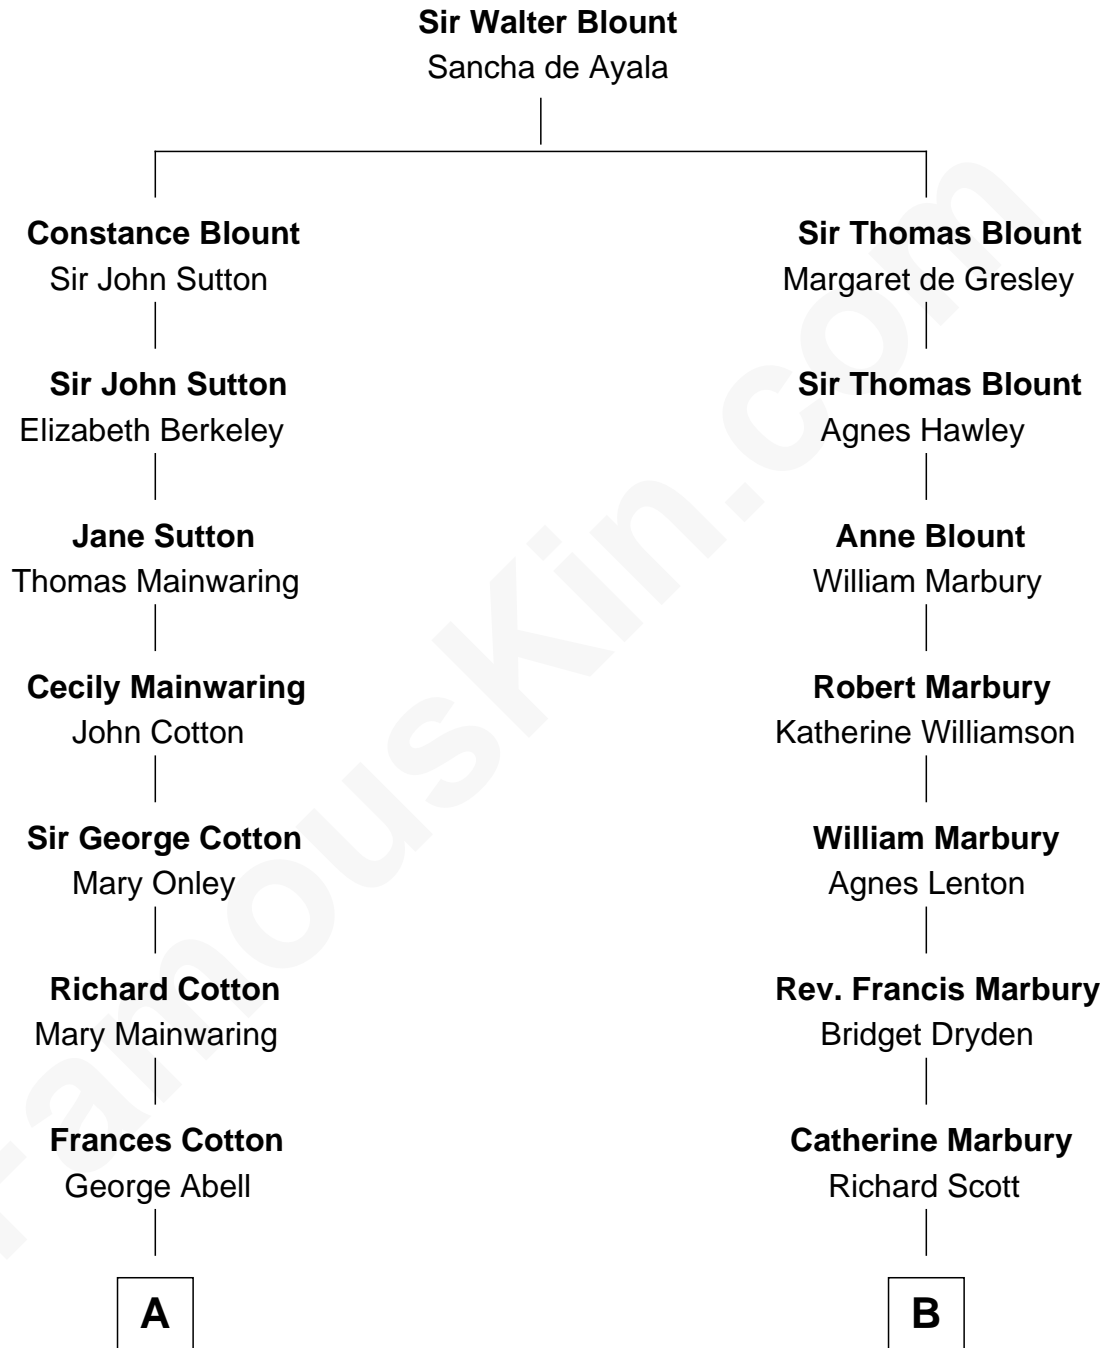 Sir Walter Blount
Sancha de Ayala
Constance Blount
Sir John Sutton
Sir Thomas Blount
Margaret de Gresley
Sir John Sutton
Elizabeth Berkeley
Sir Thomas Blount
Agnes Hawley
Jane Sutton
Thomas Mainwaring
Anne Blount
William Marbury
Cecily Mainwaring
John Cotton
Robert Marbury
Katherine Williamson
Sir George Cotton
Mary Onley
William Marbury
Agnes Lenton
Richard Cotton
Mary Mainwaring
Rev. Francis Marbury
Bridget Dryden
Frances Cotton
George Abell
Catherine Marbury
Richard Scott
A
B
FamousKin.com